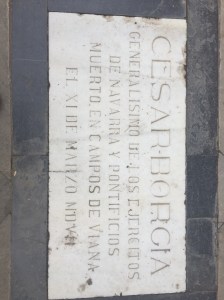 CESAR BORGIA
GENERALISIMO DE LOS EJERCITOS
DE NAVARRA Y PONTIFICIOS
MUERTO EN CAMPOS DE VIANA
EL XI DE MARZO MDVII